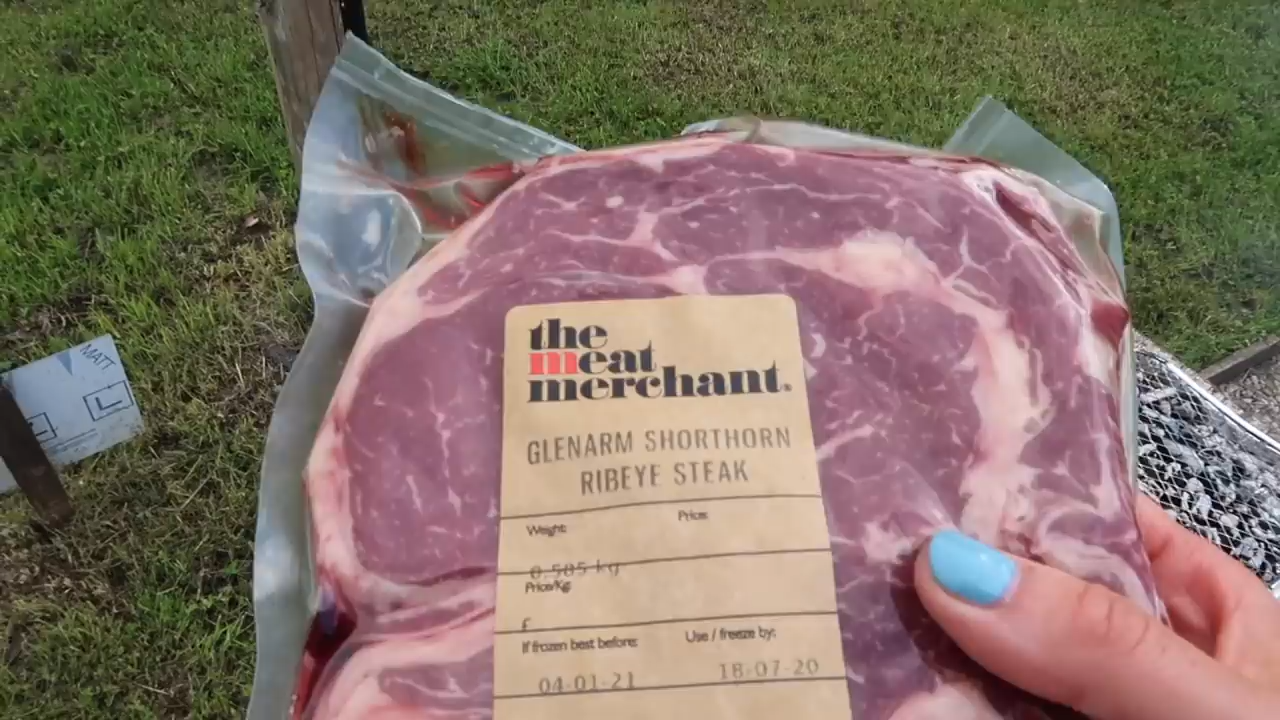 the
meat
merchant.
GLENARM SHORTHORN
RIBEYE STEAK
Weight: Price:
0.505 kg
Price/Kg:
£
If frozen best before: Use / freeze by:
04-01-21 18-07-20
MATT
L